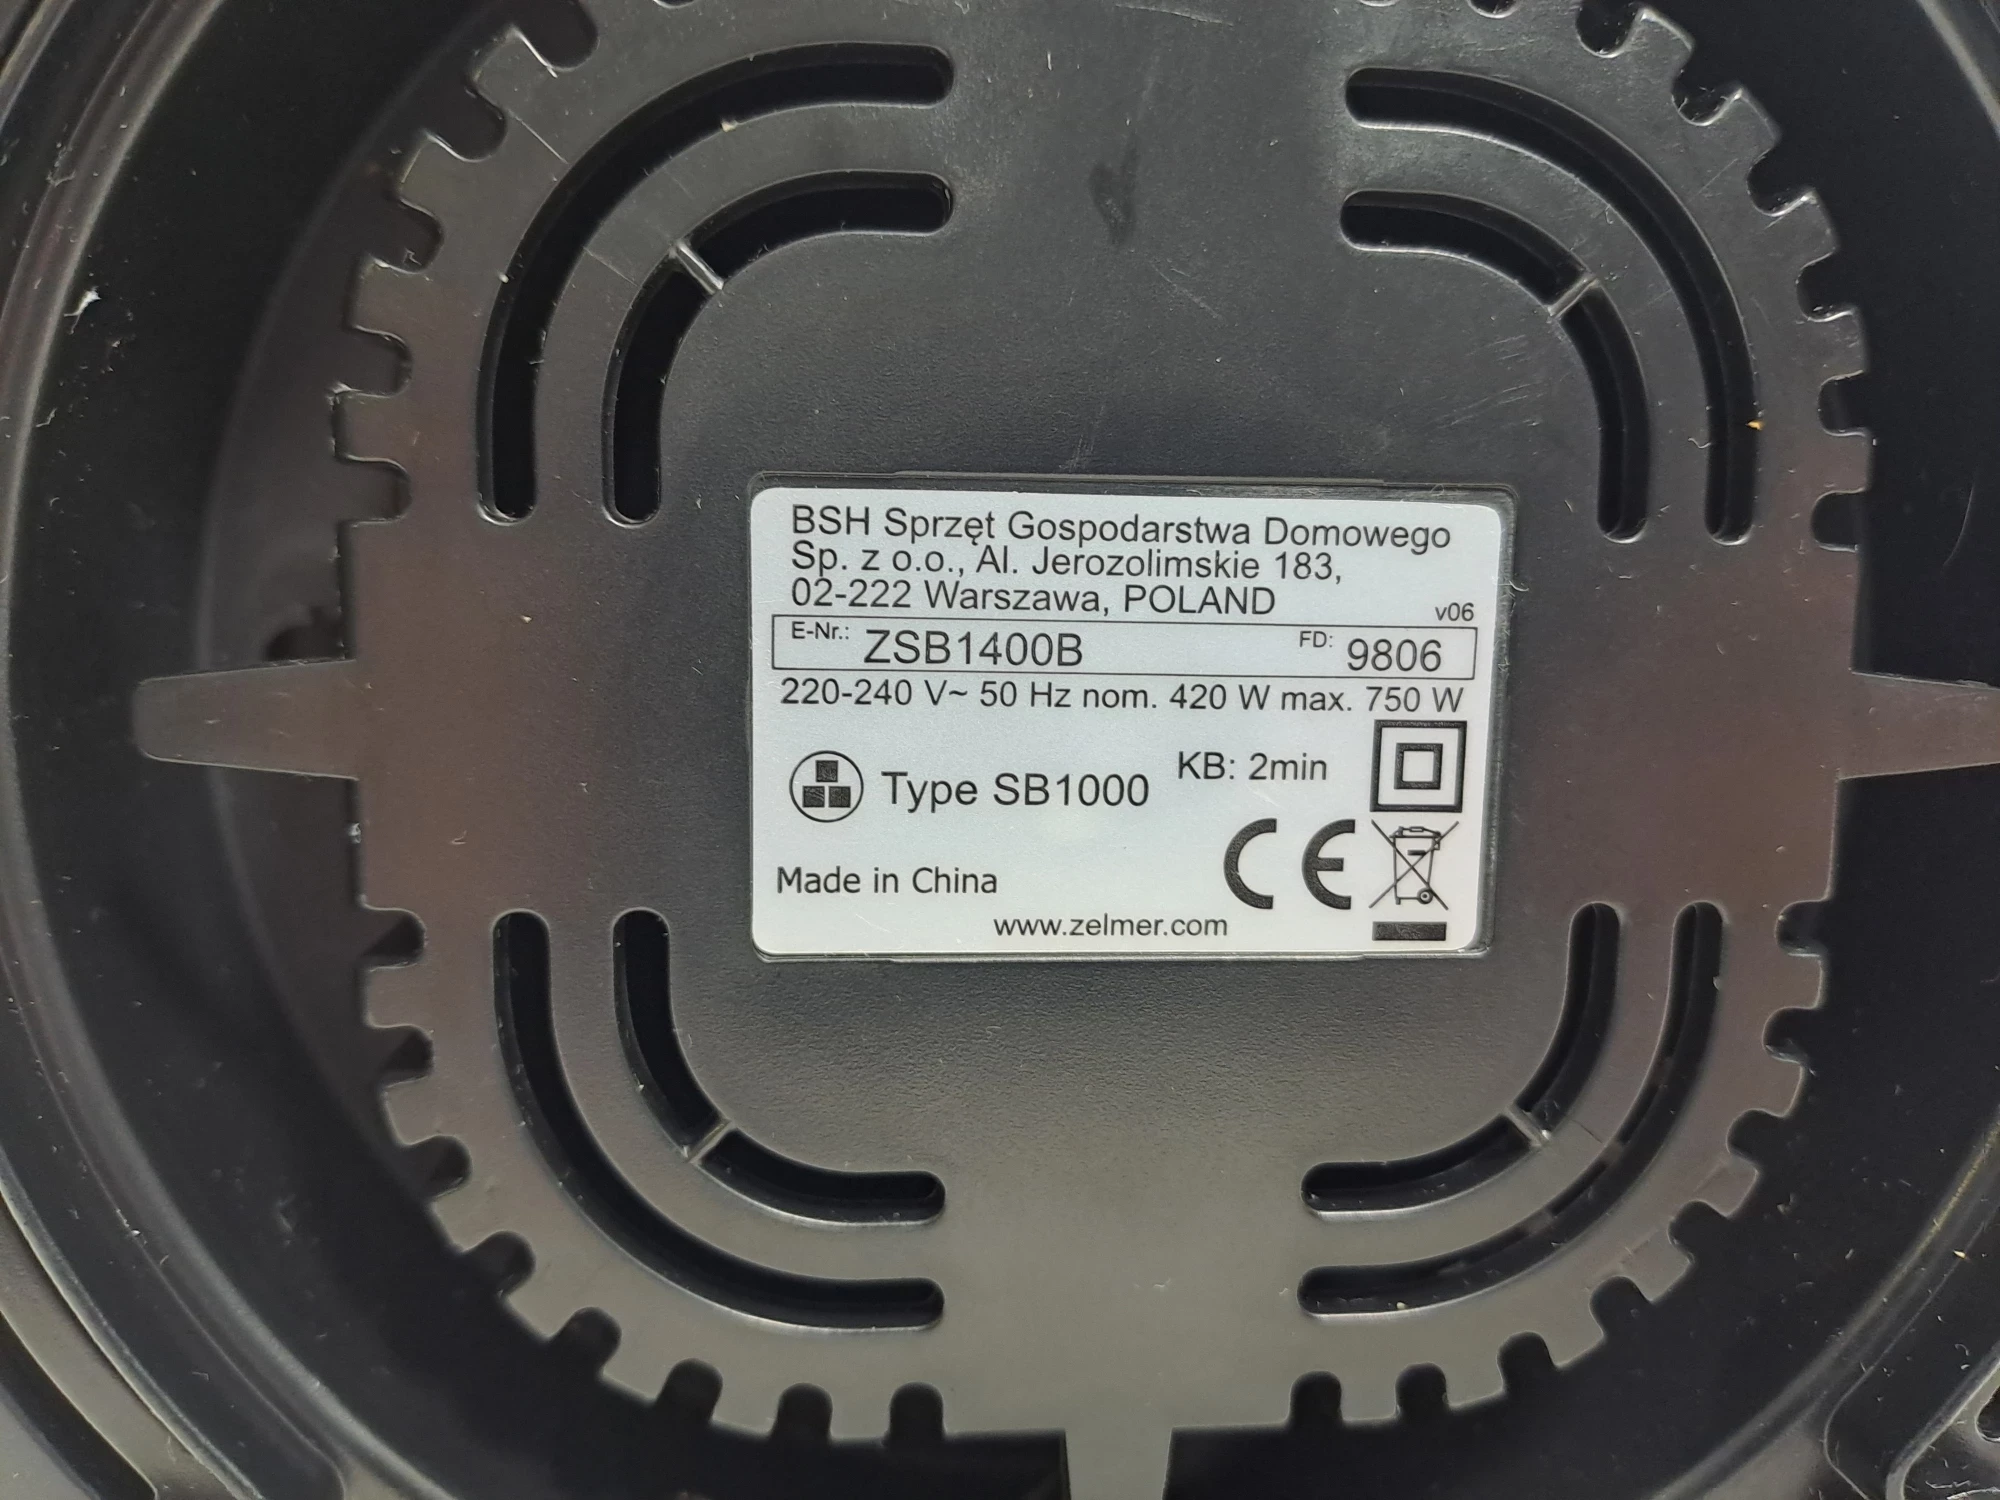 BSH Sprzęt Gospodarstwa Domowego
Sp. z o.o., Al. Jerozolimskie 183,
02-222 Warszawa, POLAND
v06
E-Nr.: ZSB1400B FD: 9806
220-240 V~ 50 Hz nom. 420 W max. 750 W
Type SB1000 KB: 2min
CE
Made in China
www.zelmer.com